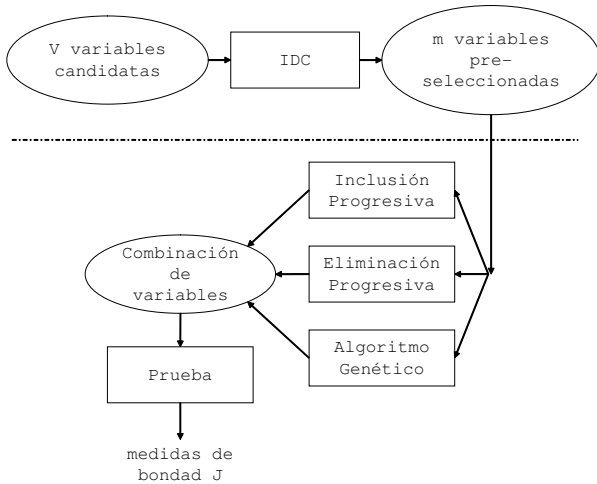 V variables
candidatas
IDC
m variables
pre-
seleccionadas
Inclusión
Progresiva
Combinación
de
variables
Eliminación
Progresiva
Algoritmo
Genético
Prueba
medidas de
bondad J